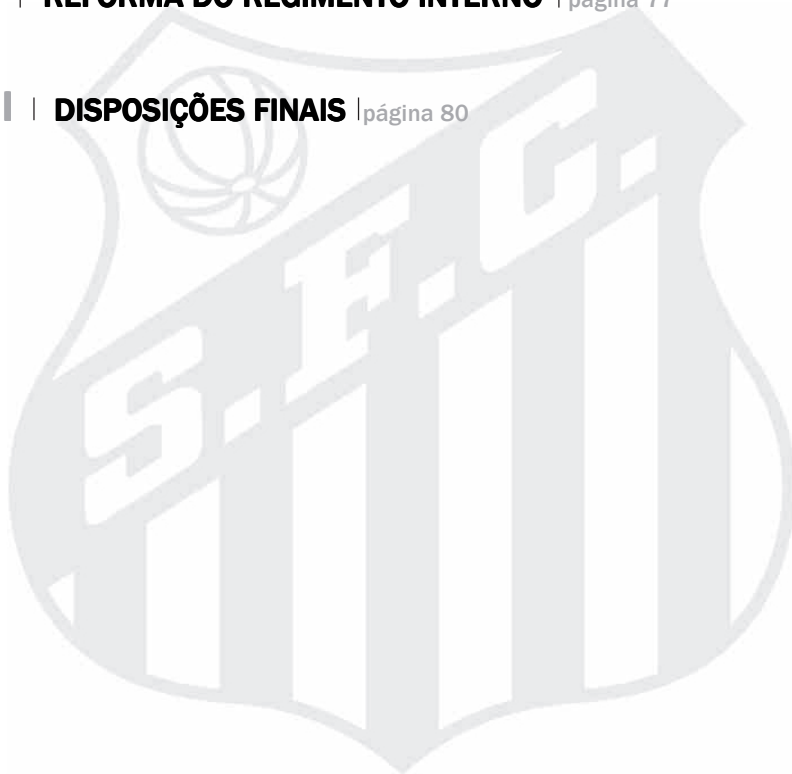 | REFORMA DO REGIMENTO INTERNO | página 77
| DISPOSIÇÕES FINAIS | página 80
S.F.C.